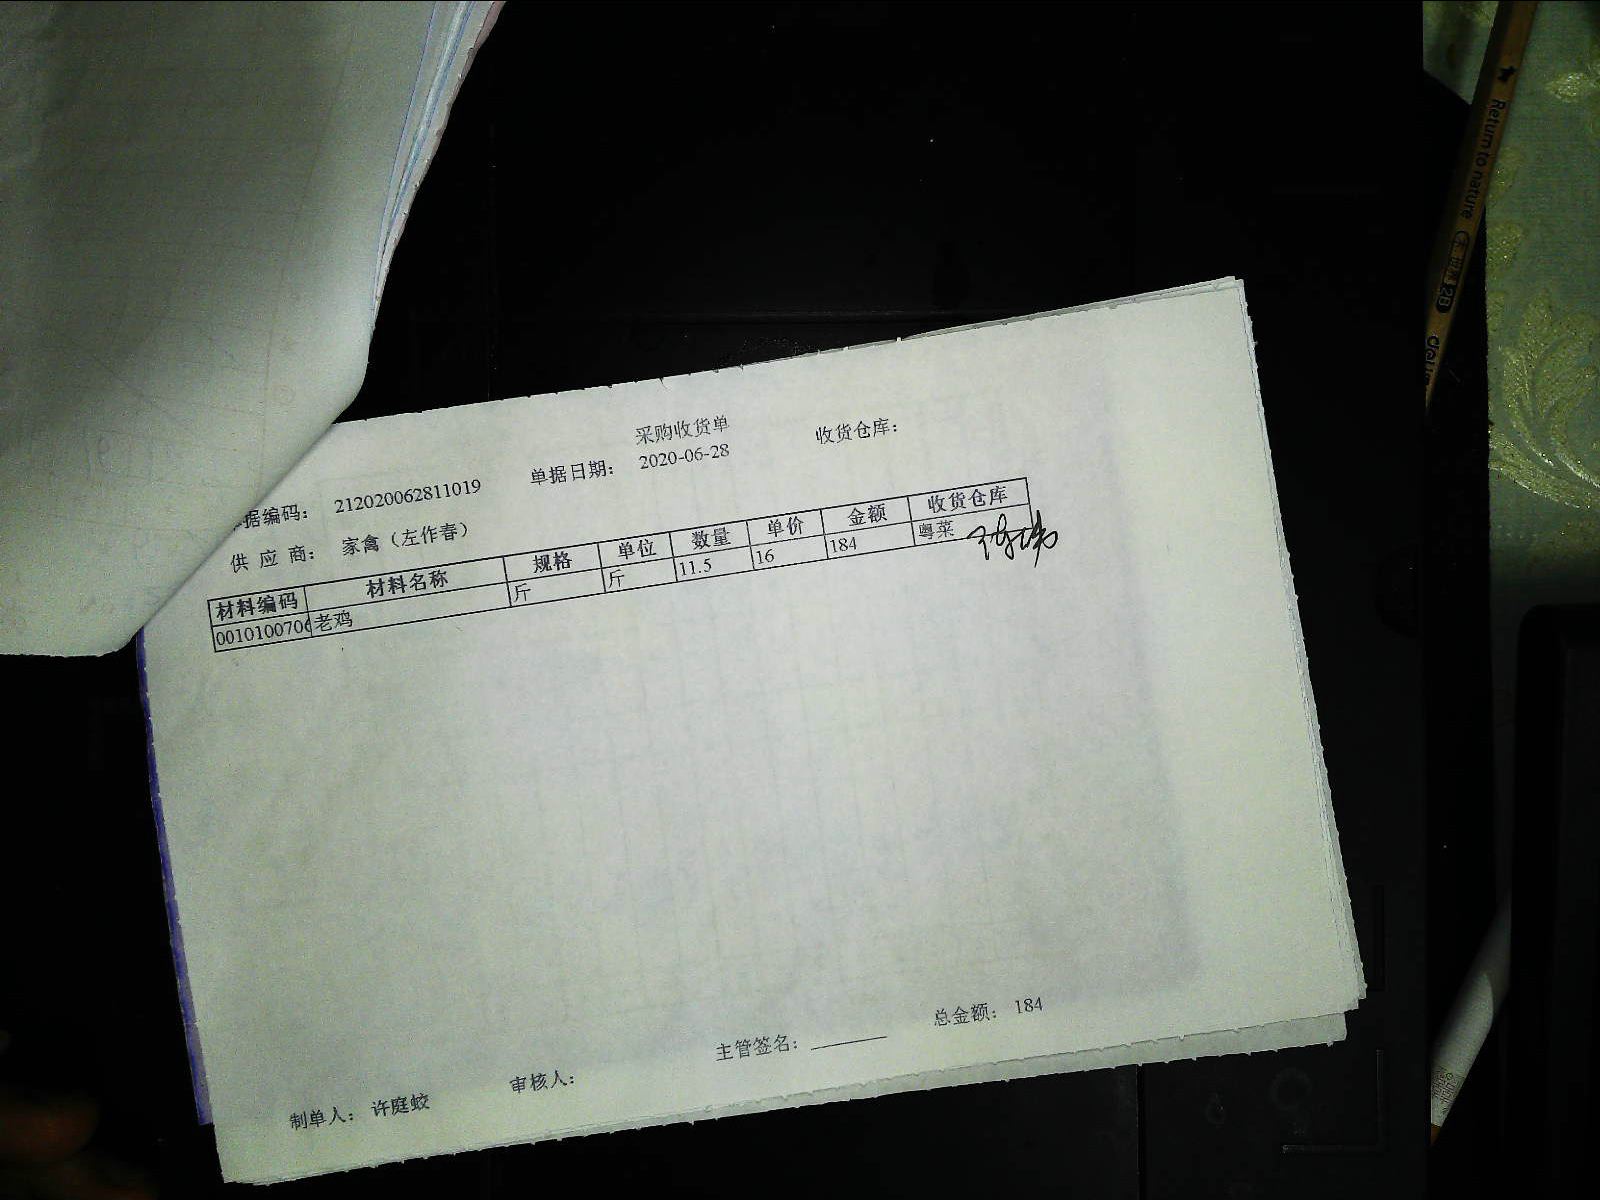 采购收货单
据编码： 212020062811019 单据日期： 2020-06-28 收货仓库：
供 应 商： 家禽（左作春）
材料编码 材料名称 规格 单位 数量 单价 金额 收货仓库
001010070 老鸡 斤 斤 11.5 16 184 粤菜
主管签名： 总金额： 184
制单人： 许庭蛟 审核人：
Return to nature
2B
deli